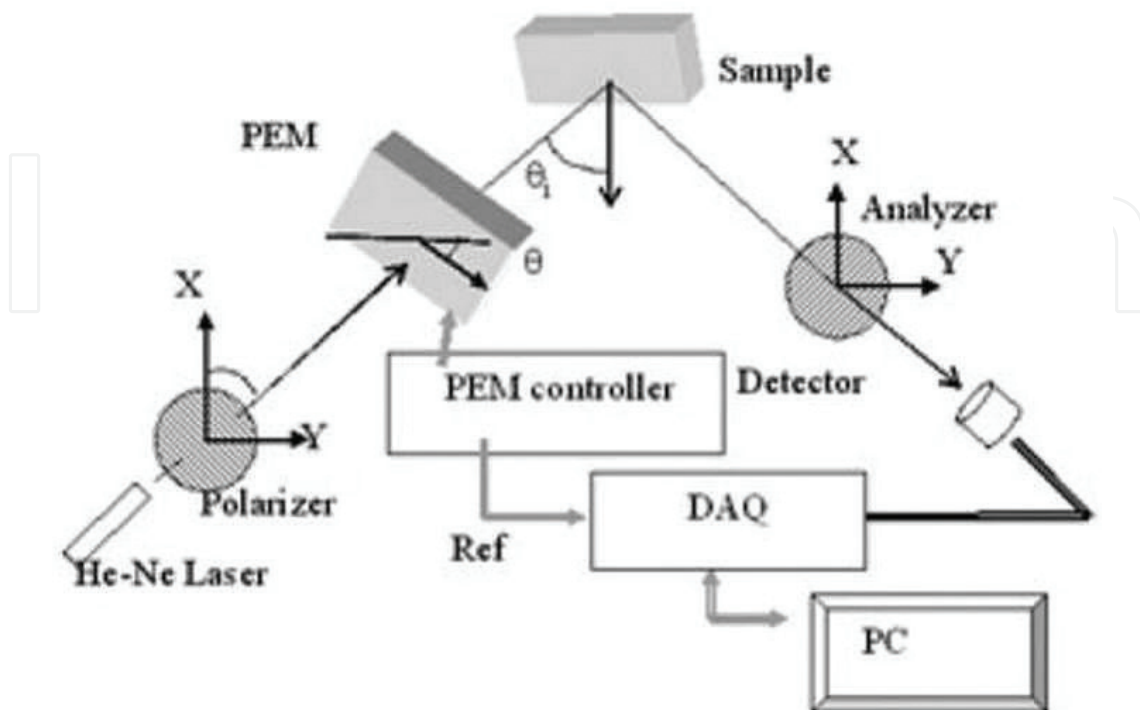 Sample
PEM
θi
X
Analyzer
θ
Y
X
PEM controller
Detector
Y
Polarizer
DAQ
Ref
He-Ne Laser
PC